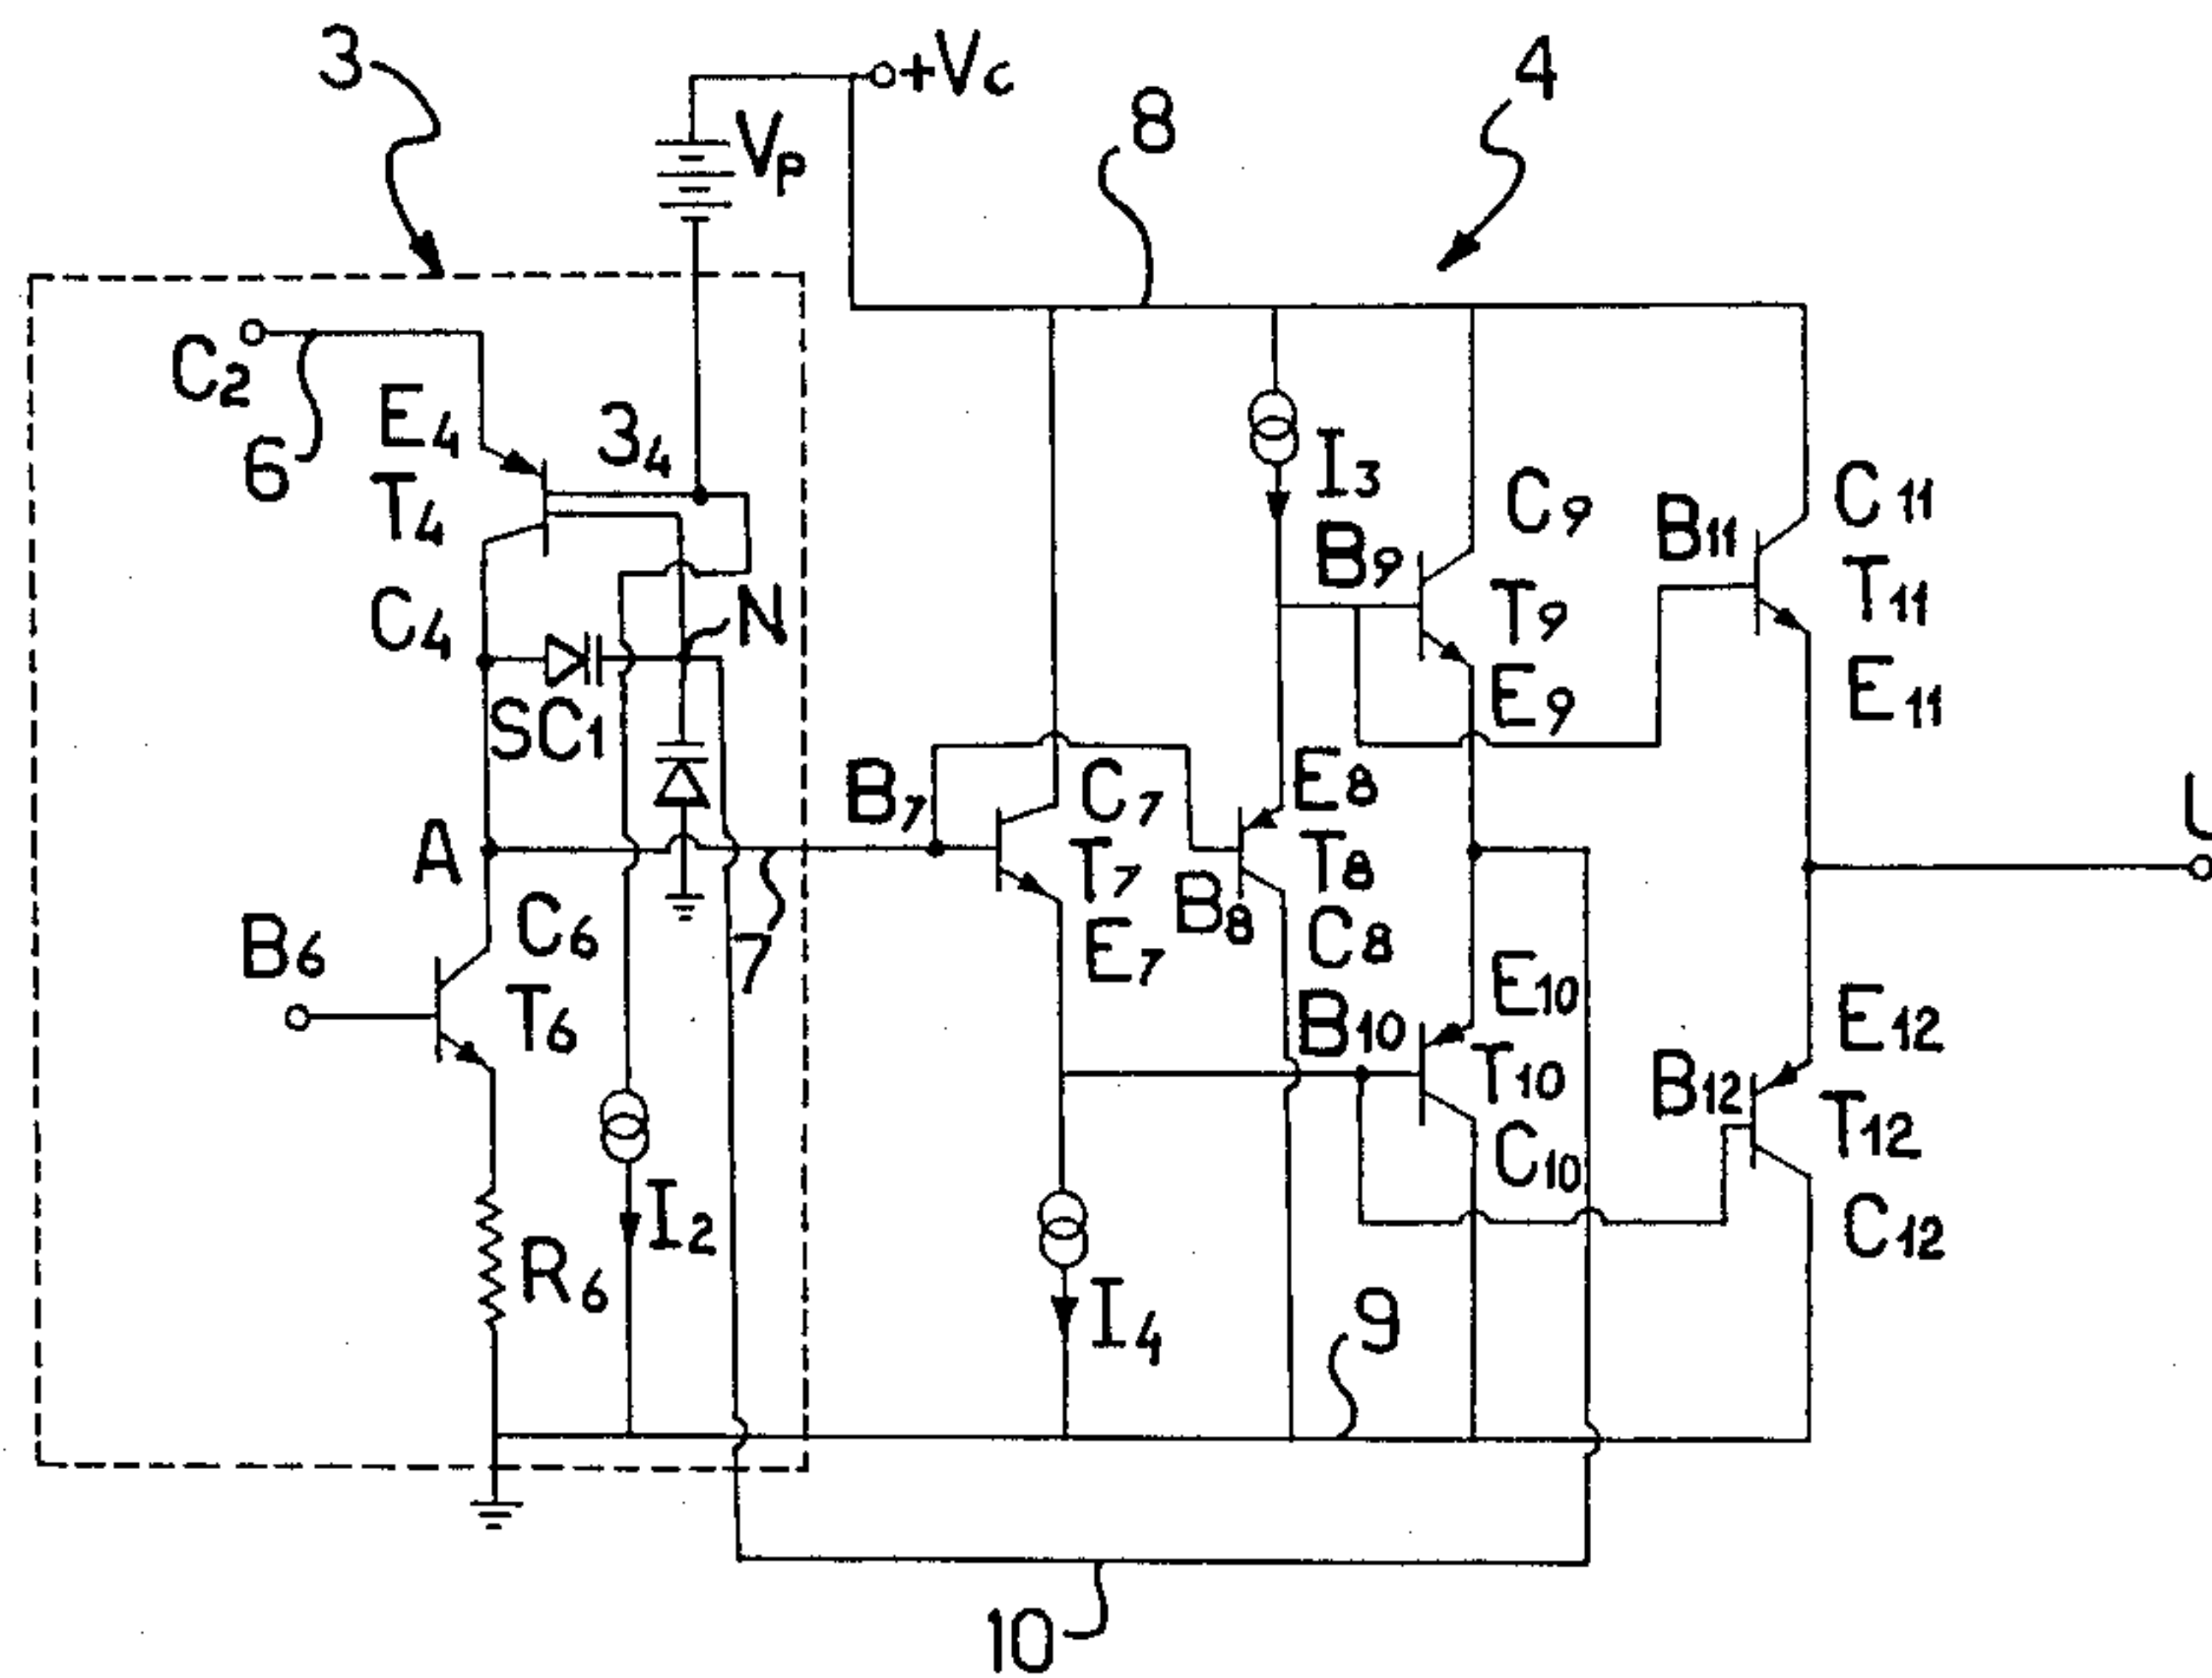 3
+Vc
4
Vp
8
C2
E4
34
6
T4
I3
C9
C11
B11
B9
T9
T11
C4
N
E9
E11
SC1
B7
C7
E8
U
A
T7
T8
C6
B8
B6
E7
C8
7
T6
B10
E10
E12
T10
B12
T12
C10
I2
C12
R6
I4
9
10